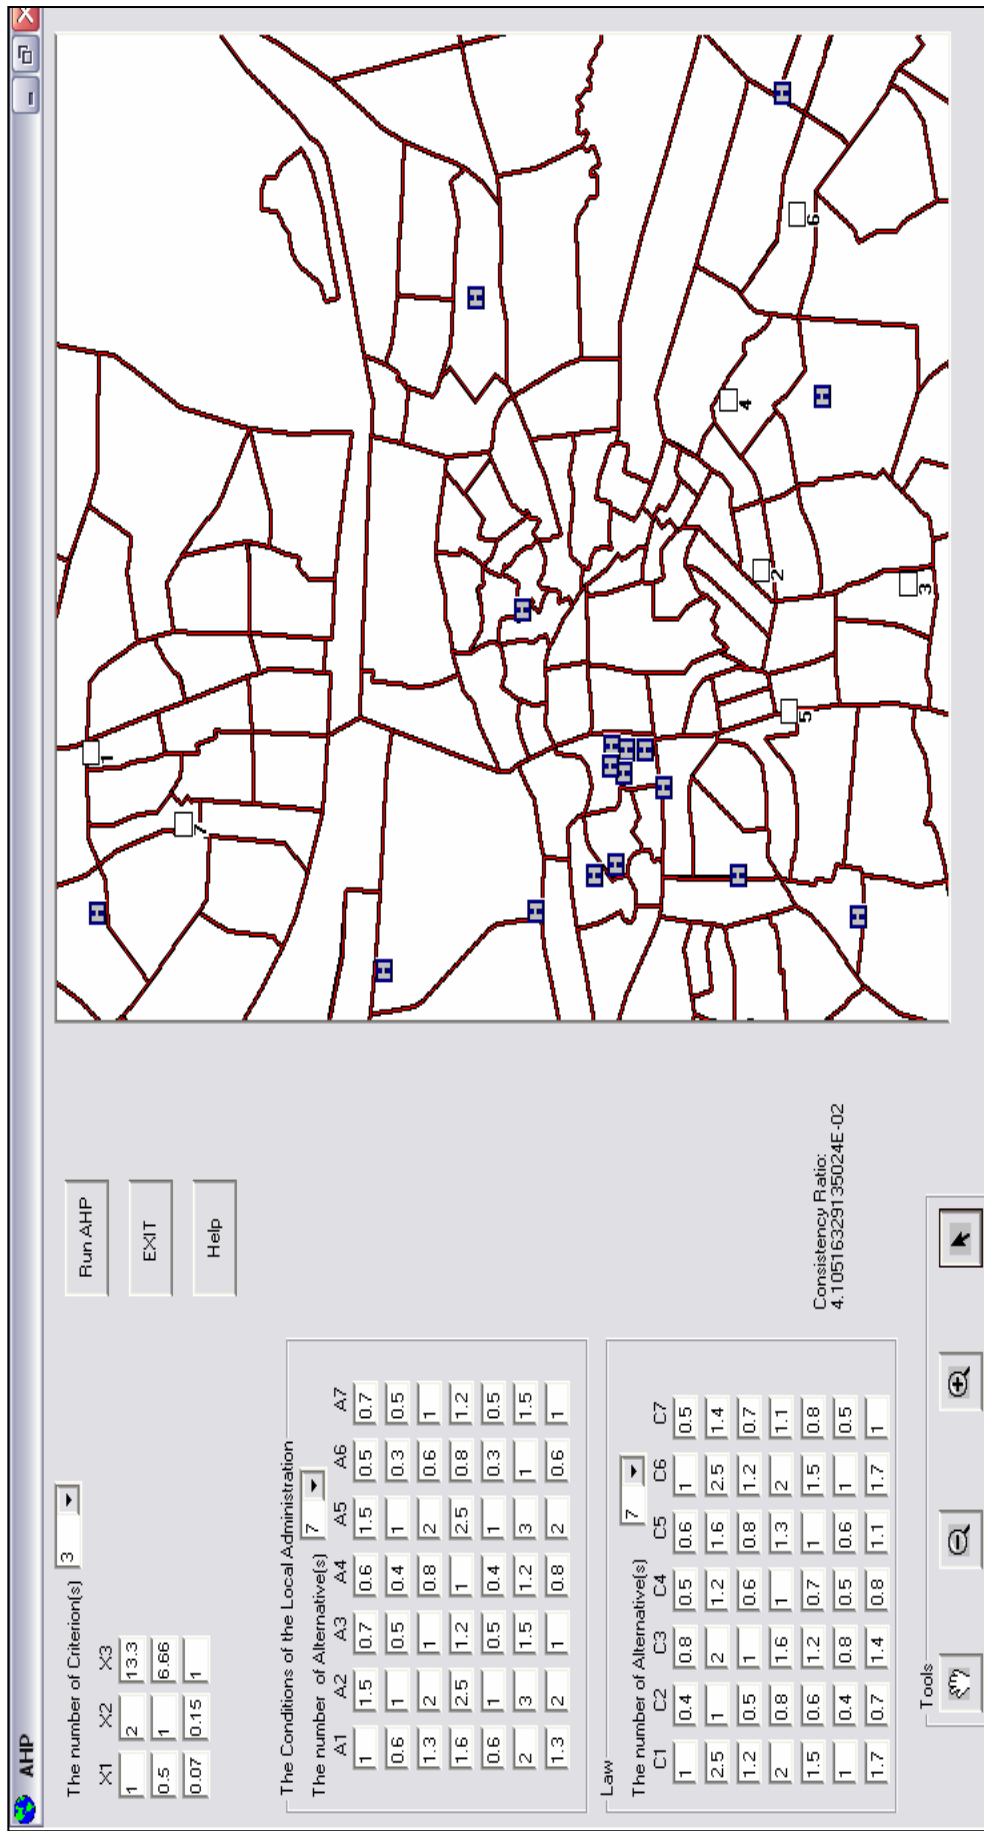 AHP
The number of Criterion(s) 3
X1 X2 X3
1 2 13.3
0.5 1 6.66
0.07 0.15 1
Run AHP
EXIT
Help
The Conditions of the Local Administration
The number of Alternative(s) 7
A1 A2 A3 A4 A5 A6 A7
1 1.5 0.7 0.6 1.5 0.5 0.7
0.6 1 0.5 0.4 1 0.3 0.5
1.3 2 1 0.8 2 0.6 1
1.6 2.5 1.2 1 2.5 0.8 1.2
0.6 1 0.5 0.4 1 0.3 0.5
2 3 1.5 1.2 3 1 1.5
1.3 2 1 0.8 2 0.6 1
Law
The number of Alternative(s) 7
C1 C2 C3 C4 C5 C6 C7
1 0.4 0.8 0.5 0.6 1 0.5
2.5 1 2 1.2 1.6 2.5 1.4
1.2 0.5 1 0.6 0.8 1.2 0.7
2 0.8 1.6 1 1.3 2 1.1
1.5 0.6 1.2 0.7 1 1.5 0.8
1 0.4 0.8 0.5 0.6 1 0.5
1.7 0.7 1.4 0.8 1.1 1.7 1
Consistency Ratio:
4.10516329135024E-02
Tools
1
H
7
H
H
H
H
H
H
H
H
H
H
H
H
H
H
4
2
H
6
H
5
H
H
3